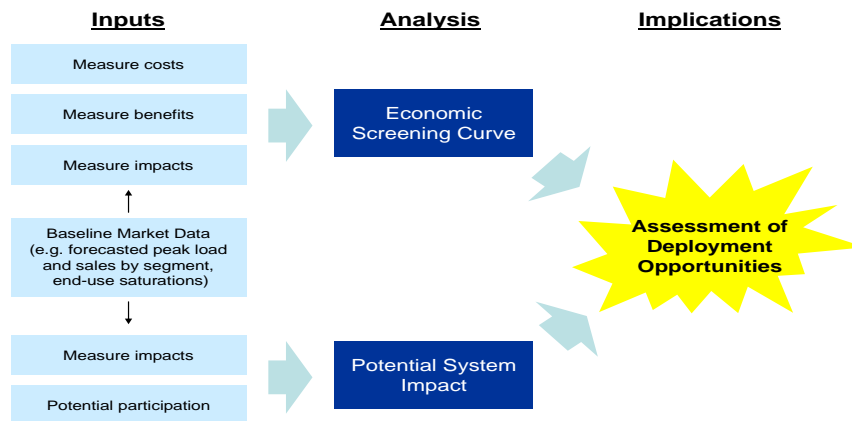 Inputs
Analysis
Implications
Measure costs
Measure benefits
Measure impacts
Baseline Market Data
(e.g. forecasted peak load
and sales by segment,
end-use saturations)
Measure impacts
Potential participation
Economic
Screening Curve
Potential System
Impact
Assessment of
Deployment
Opportunities